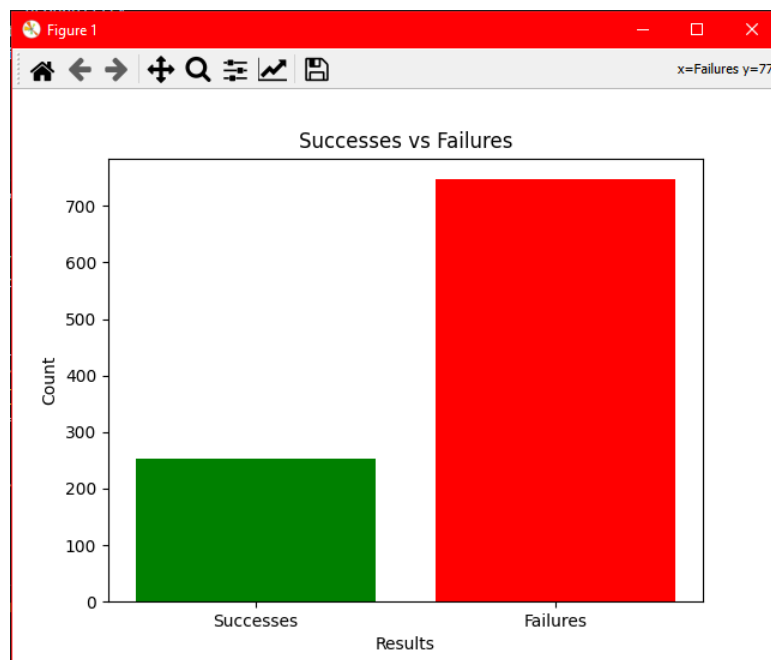 Figure 1
x=Failures y=77
Successes vs Failures
700
600
500
400
300
200
100
0
Count
Successes Failures
Results